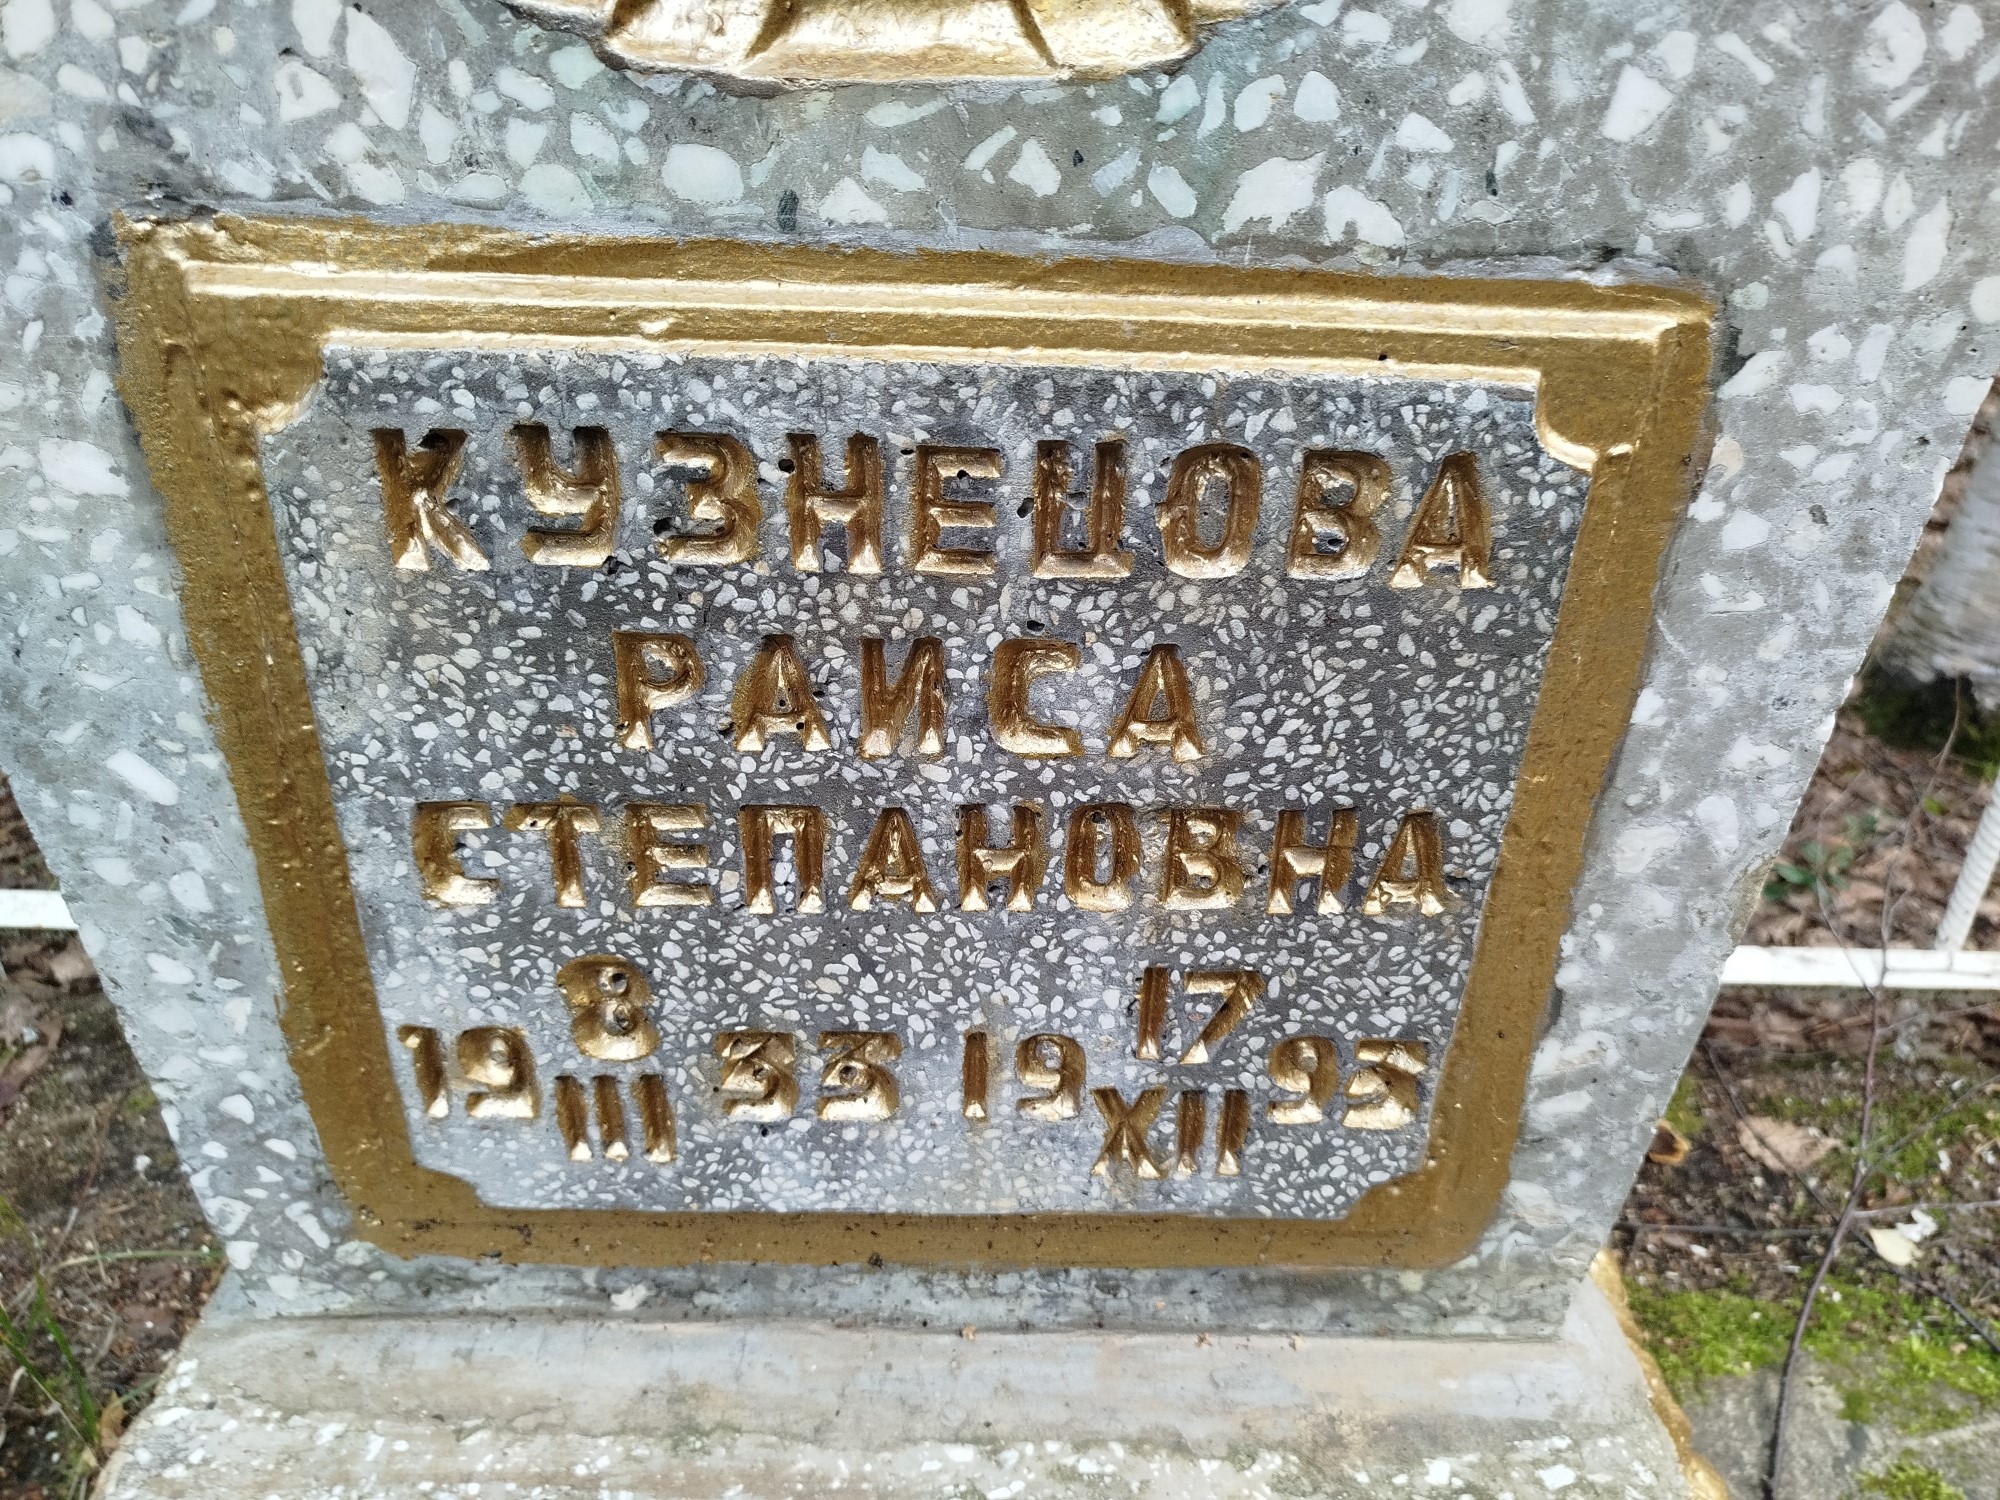 КУЗНЕЦОВА
РАИСА
СТЕПАНОВНА
19 8/III 33 19 17/XII 93